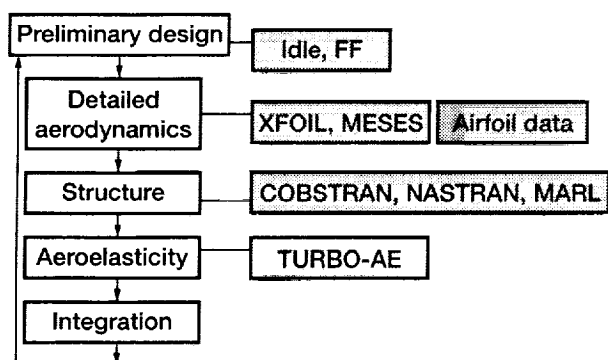 Preliminary design
Idle, FF
Detailed
aerodynamics
XFOIL, MESES
Airfoil data
Structure
COBSTRAN, NASTRAN, MARL
Aeroelasticity
TURBO-AE
Integration